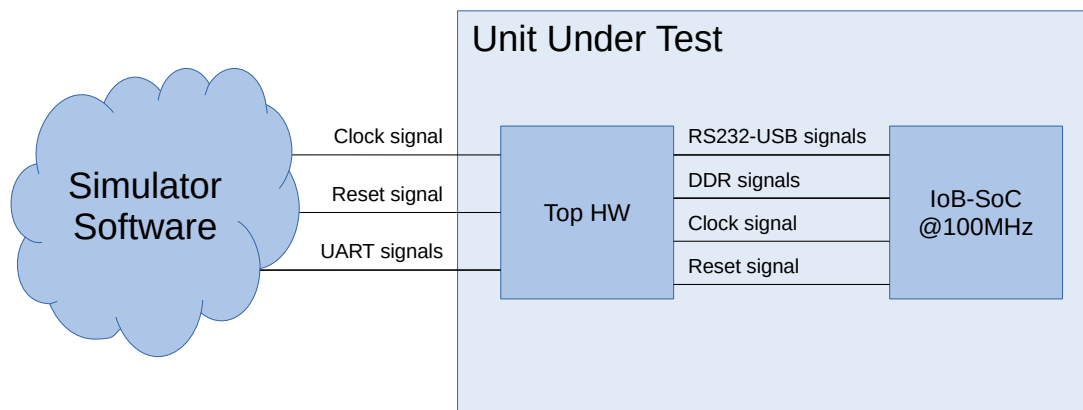 Unit Under Test
Simulator
Software
Clock signal
Reset signal
UART signals
Top HW
RS232-USB signals
DDR signals
Clock signal
Reset signal
IoB-SoC
@100MHz